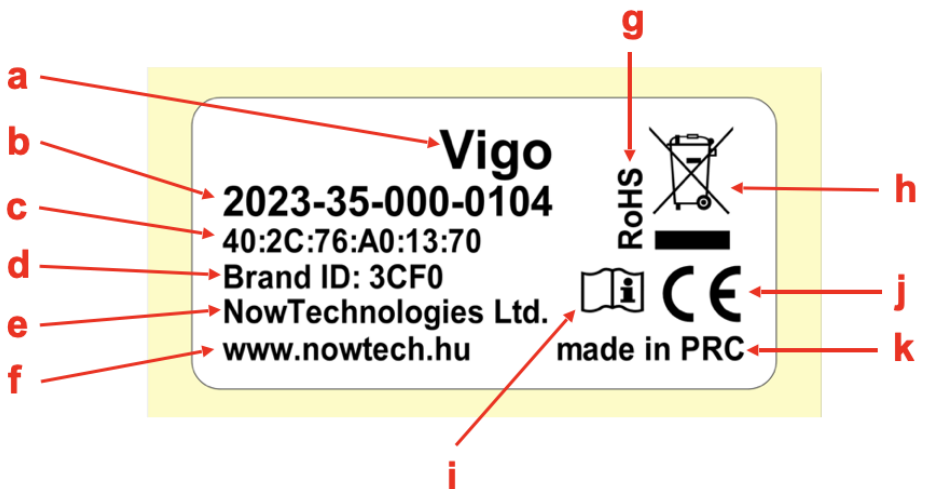 g
a
Vigo
b
2023-35-000-0104
RoHS
h
c
40:2C:76:A0:13:70
d
Brand ID: 3CF0
e
NowTechnologies Ltd.
CE
j
f
www.nowtech.hu
made in PRC
k
i